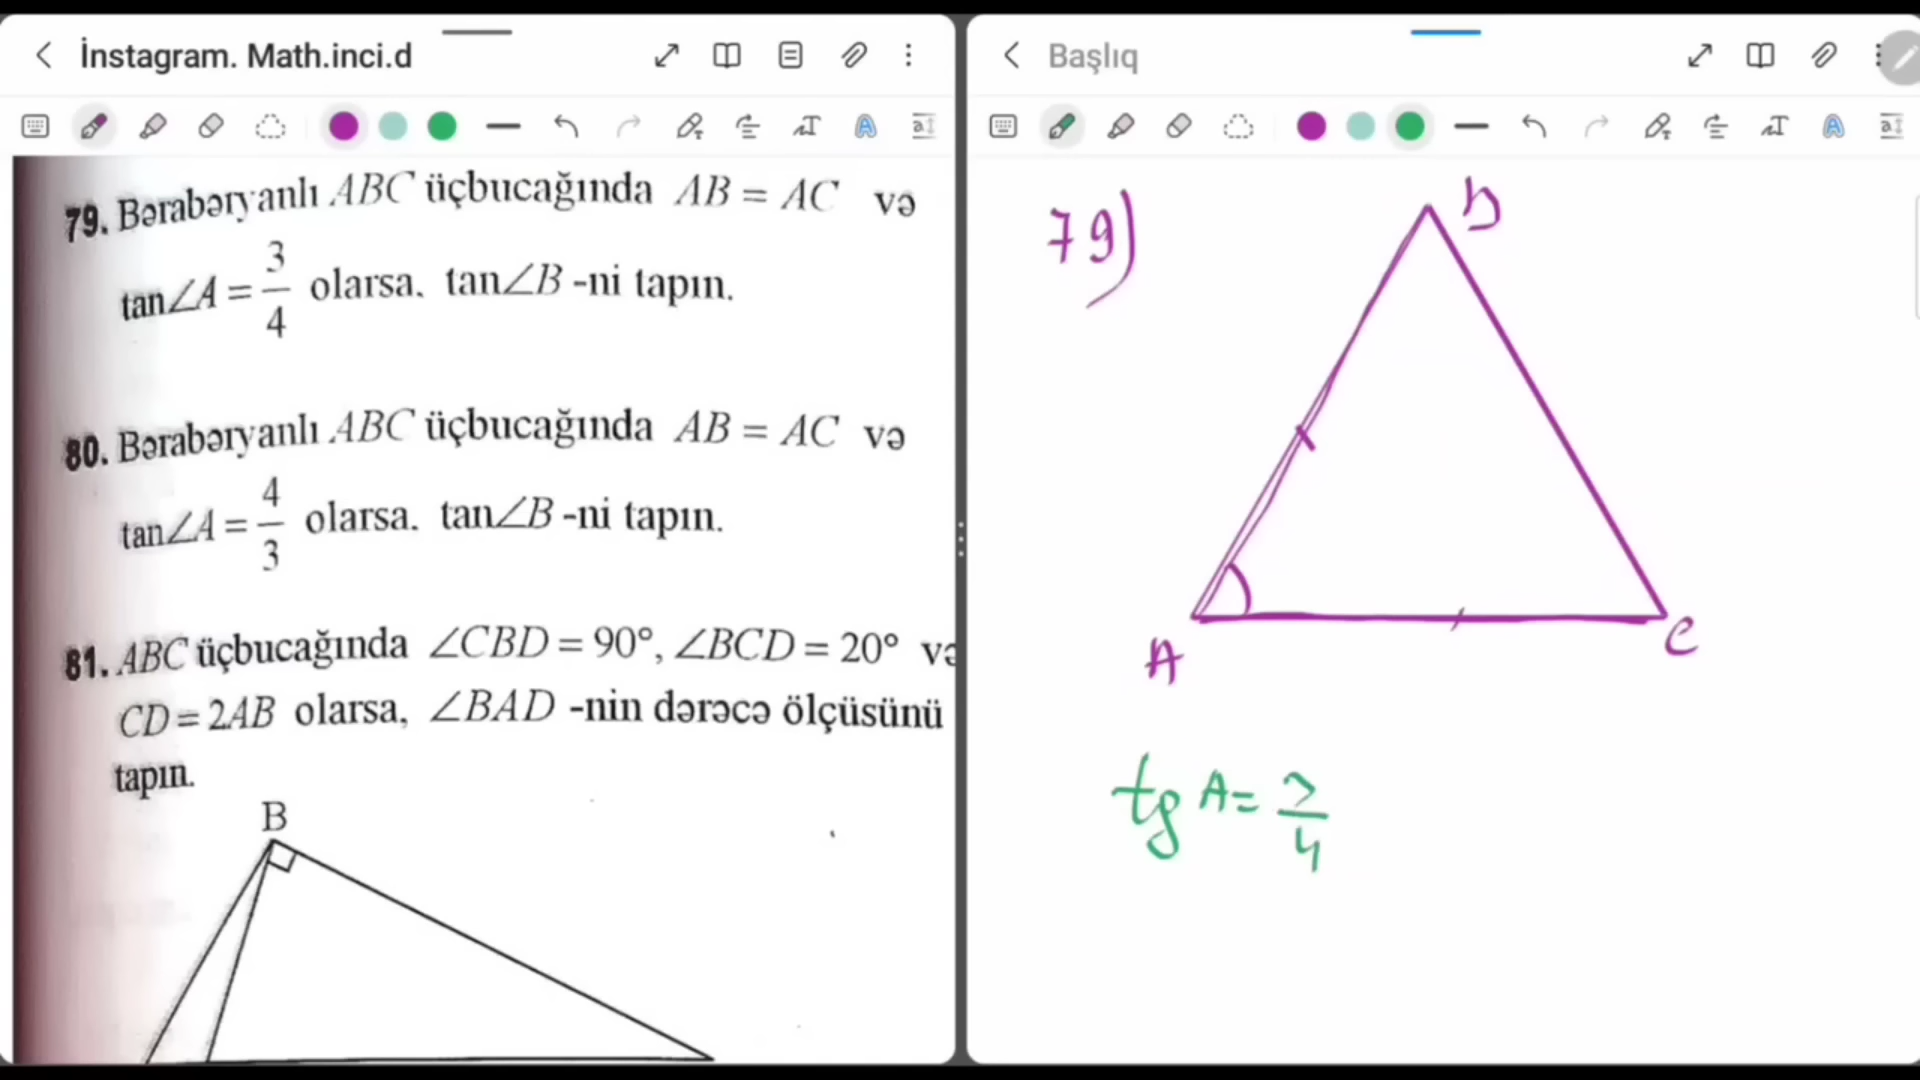 İnstagram. Math.inci.d
79. Bərabəryanlı ABC üçbucağında AB = AC və
tan∠A = 3/4 olarsa. tan∠B -ni tapın.
80. Bərabəryanlı ABC üçbucağında AB = AC və
tan∠A = 4/3 olarsa. tan∠B -ni tapın.
81. ABC üçbucağında ∠CBD = 90°, ∠BCD = 20° və
CD = 2AB olarsa, ∠BAD -nin dərəcə ölçüsünü
tapın.
B
Başlıq
79)
B
A
C
tg A = 3/4